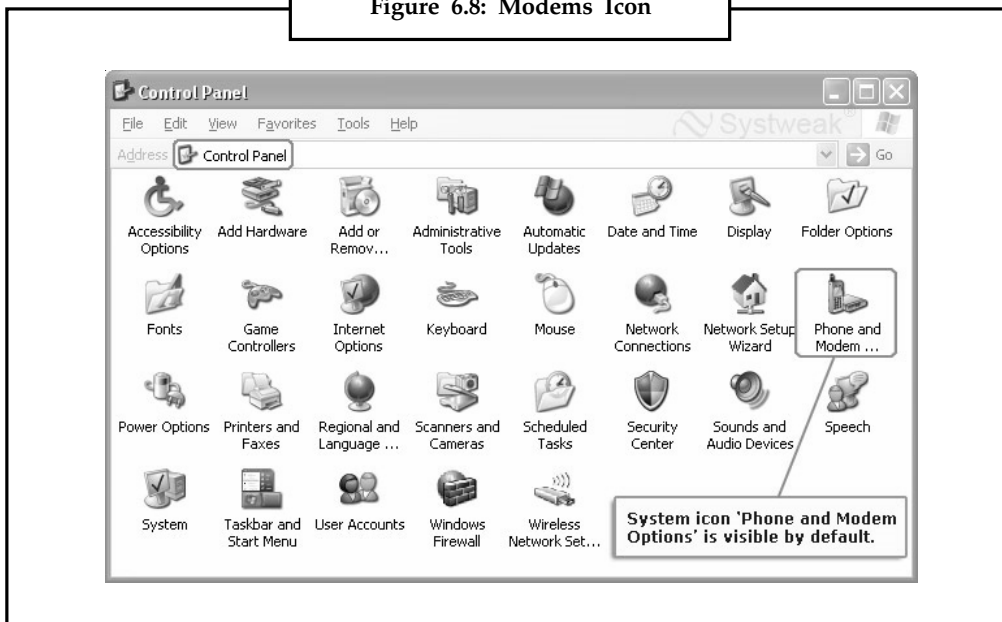 Figure 6.8: Modems Icon
Control Panel
File Edit View Favorites Tools Help
Systweak®
Address Control Panel Go
Accessibility Options
Add Hardware
Add or Remov...
Administrative Tools
Automatic Updates
Date and Time
Display
Folder Options
Fonts
Game Controllers
Internet Options
Keyboard
Mouse
Network Connections
Network Setup Wizard
Phone and Modem ...
Power Options
Printers and Faxes
Regional and Language ...
Scanners and Cameras
Scheduled Tasks
Security Center
Sounds and Audio Devices
Speech
System
Taskbar and Start Menu
User Accounts
Windows Firewall
Wireless Network Set...
System icon 'Phone and Modem
Options' is visible by default.